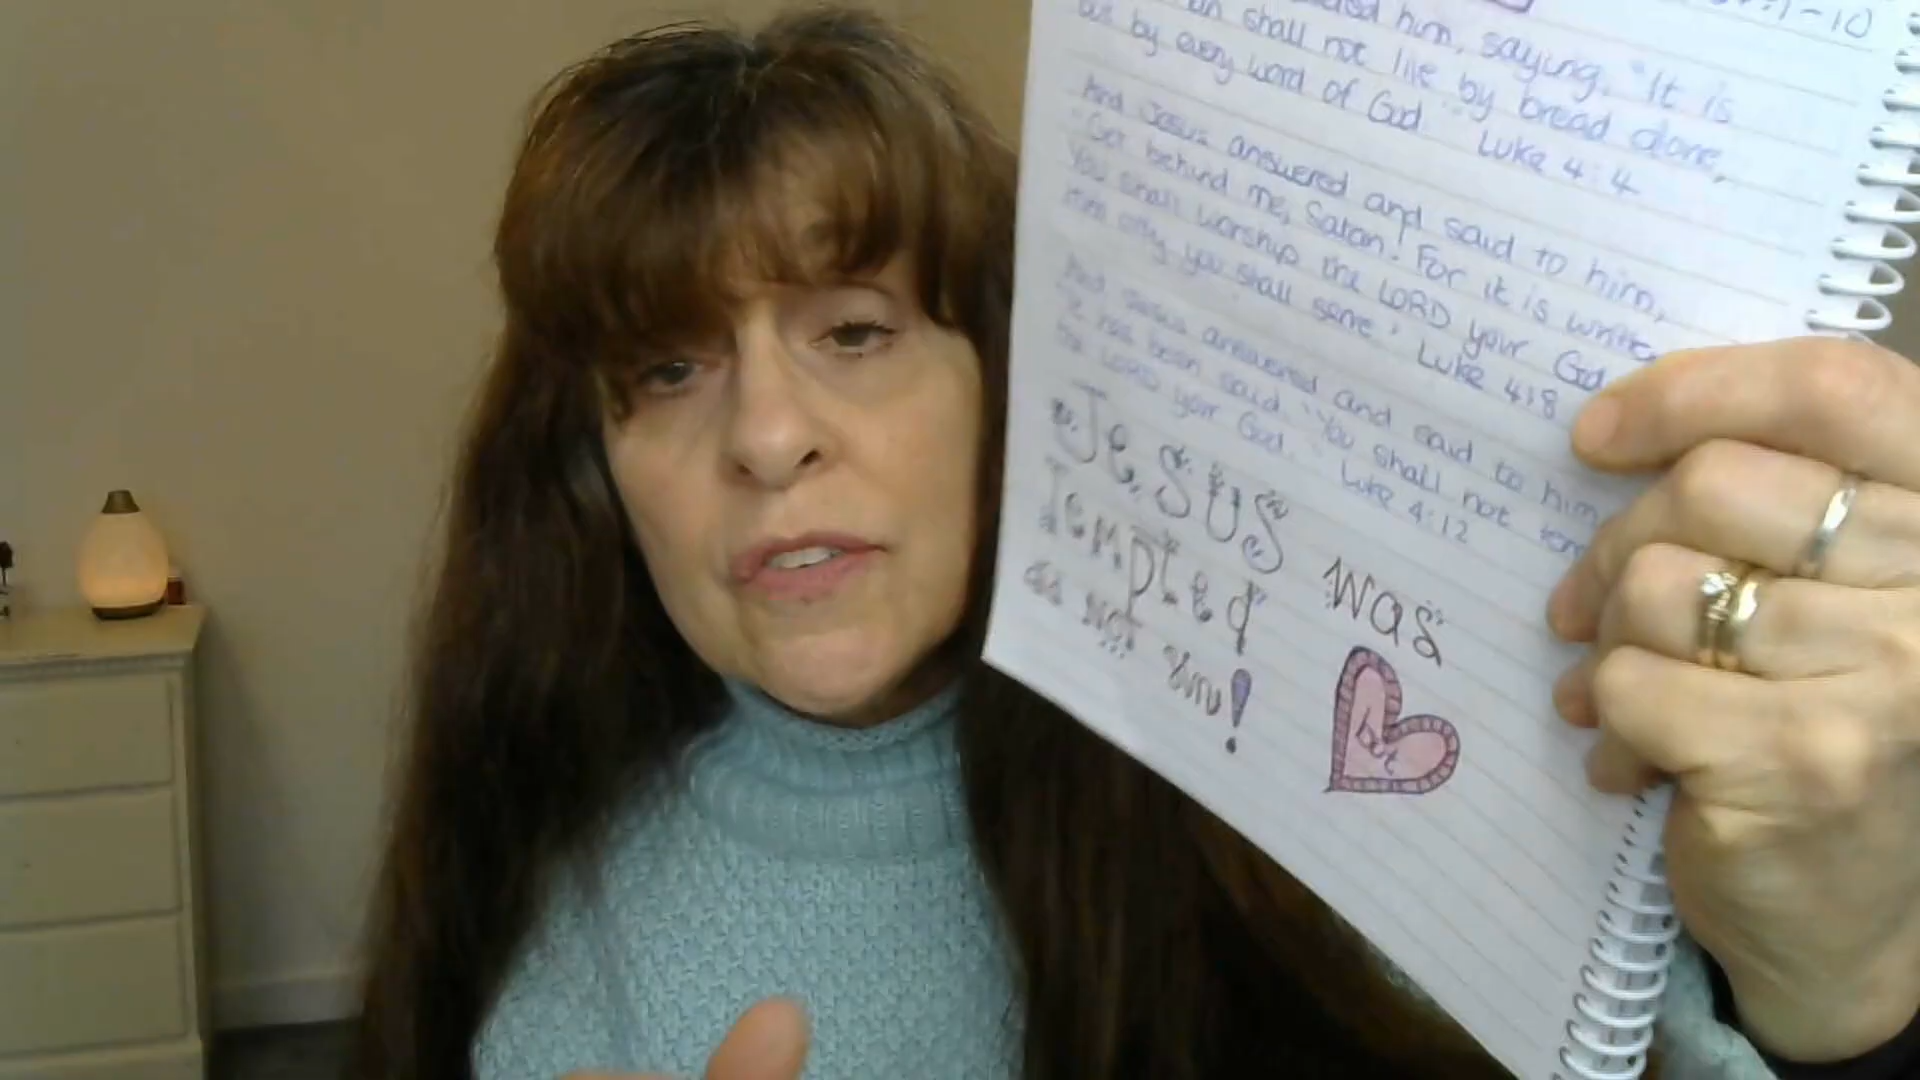 him, saying, "It is
shall not live by bread alone,
but by every word of God." Luke 4:4
And Jesus answered and said to him,
"Get behind me, Satan! For it is written
You shall worship the LORD your God
Him only you shall serve.' Luke 4:8
And Jesus answered and said to him
"It has been said, 'You shall not tem
the LORD your God. Luke 4:12
Jesus was
Tempted but
did not sin!